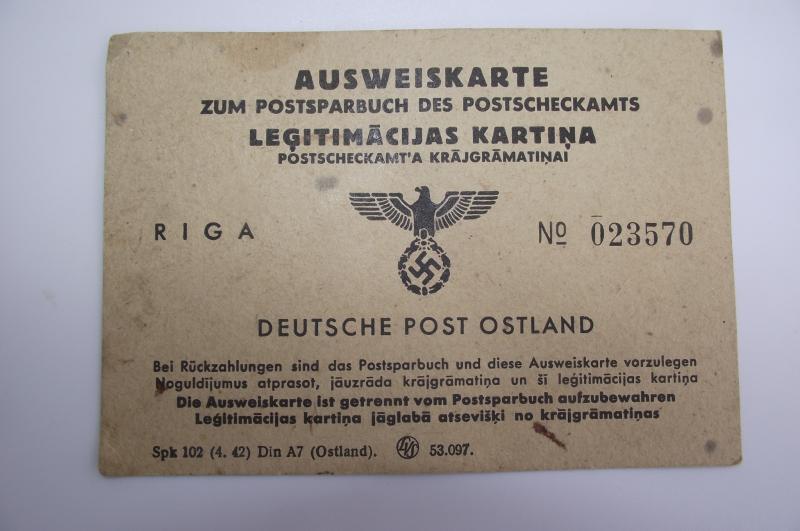 AUSWEISKARTE
ZUM POSTSPARBUCH DES POSTSCHECKAMTS
LEĢITIMĀCIJAS KARTIŅA
POSTSCHECKAMT'A KRĀJGRĀMATIŅAI
RIGA № 023570
DEUTSCHE POST OSTLAND
Bei Rückzahlungen sind das Postsparbuch und diese Ausweiskarte vorzulegen
Noguldījumus atprasot, jāuzrāda krājgrāmatiņa un šī leģitimācijas kartiņa
Die Ausweiskarte ist getrennt vom Postsparbuch aufzubewahren
Leģitimācijas kartiņa jāglabā atsevišķi no krājgrāmatiņas
Spk 102 (4. 42) Din A7 (Ostland). 53.097.